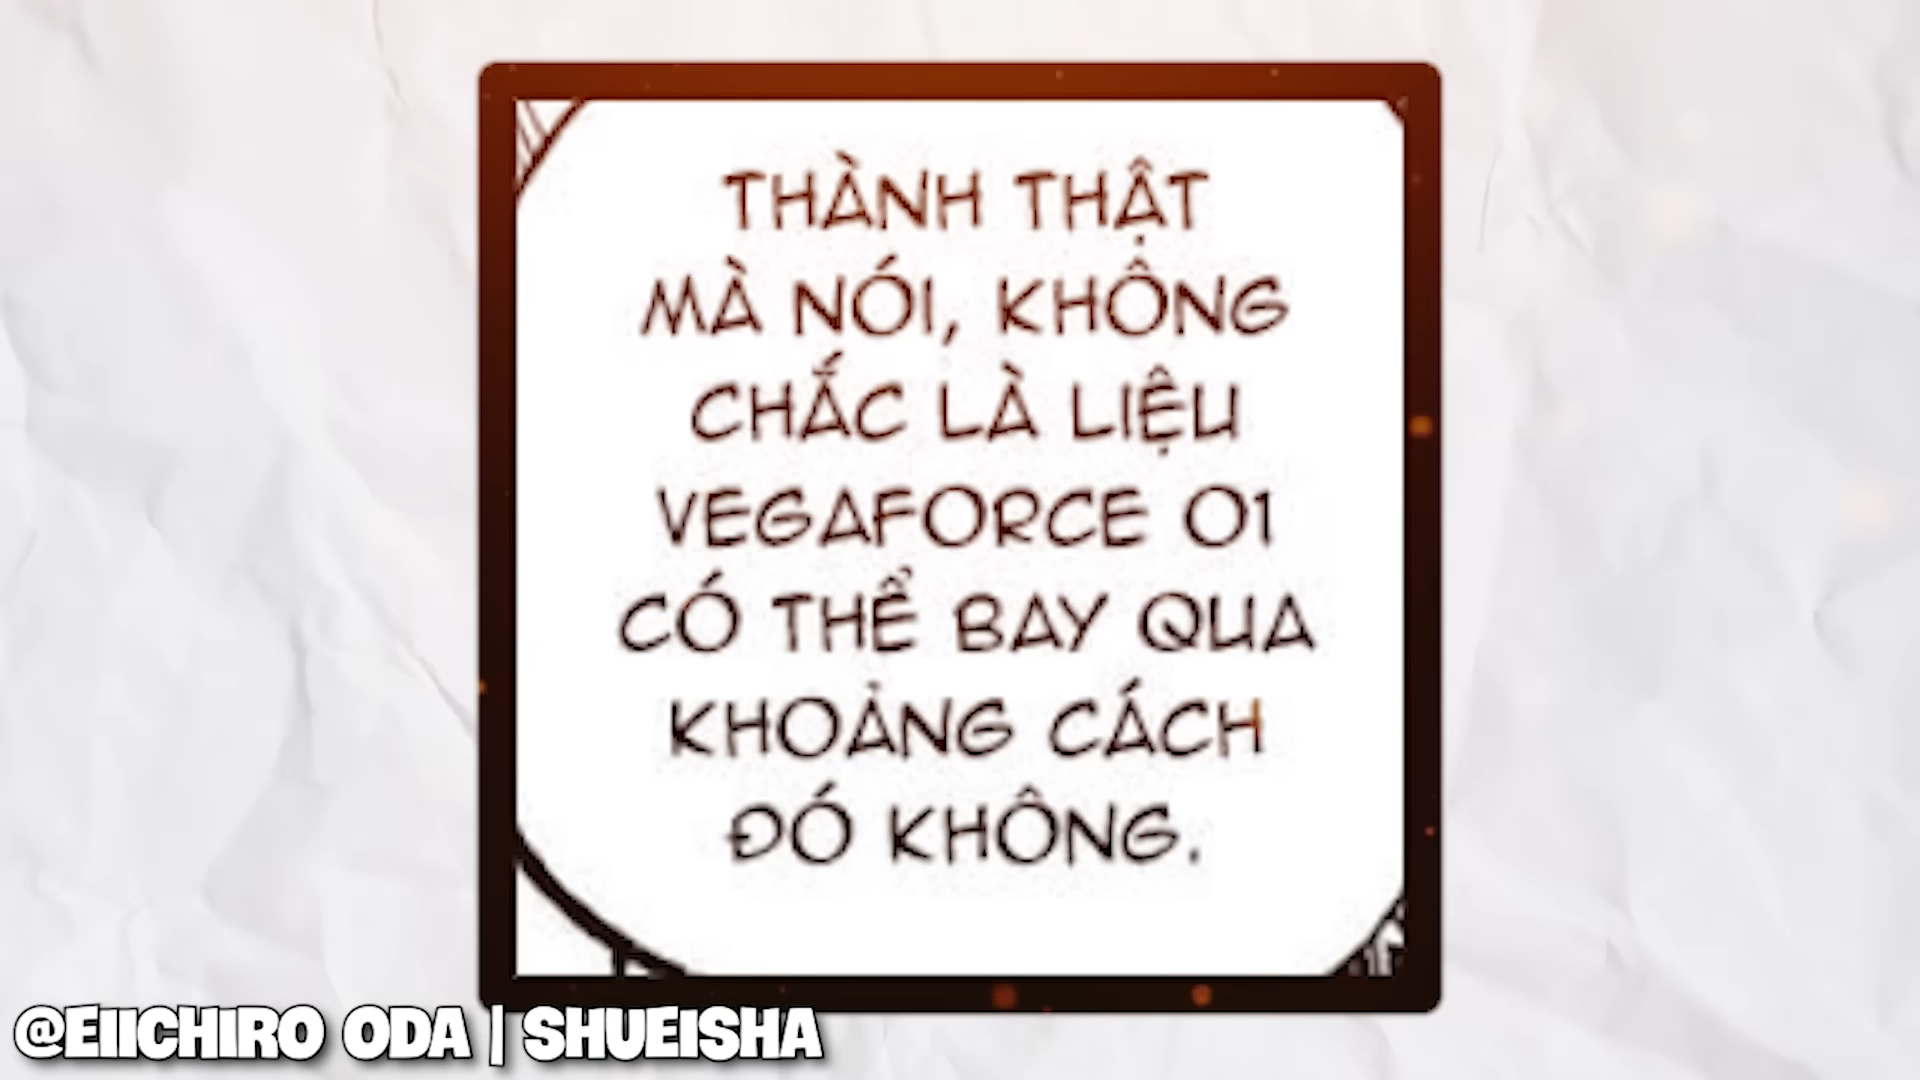 THÀNH THẬT
MÀ NÓI, KHÔNG
CHẮC LÀ LIỆU
VEGAFORCE 01
CÓ THỂ BAY QUA
KHOẢNG CÁCH
ĐÓ KHÔNG.
@EIICHIRO ODA | SHUEISHA